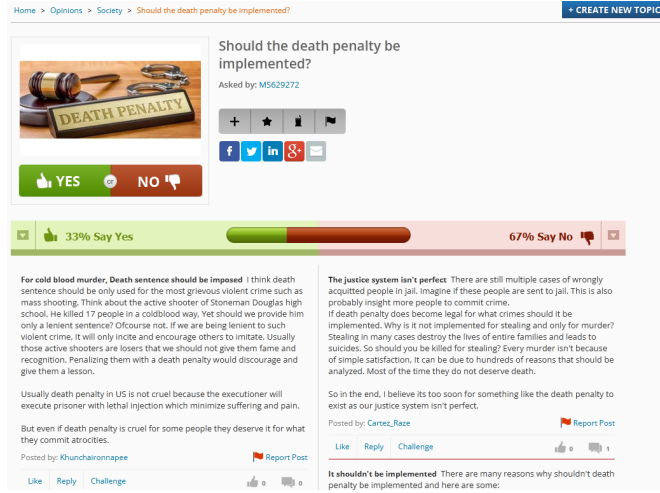 Home > Opinions > Society > Should the death penalty be implemented?
+ CREATE NEW TOPIC
DEATH PENALTY
YES or NO
Should the death penalty be
implemented?
Asked by: MS629272
33% Say Yes
67% Say No
For cold blood murder, Death sentence should be imposed I think death
sentence should be only used for the most grievous violent crime such as
mass shooting. Think about the active shooter of Stoneman Douglas high
school. He killed 17 people in a coldblood way, Yet should we provide him
only a lenient sentence? Ofcourse not. If we are being lenient to such
violent crime, it will only incite and encourage others to imitate. Usually
those active shooters are losers that we should not give them fame and
recognition. Penalizing them with a death penalty would discourage and
give them a lesson.
Usually death penalty in US is not cruel because the executioner will
execute prisoner with lethal injection which minimize suffering and pain.
But even if death penalty is cruel for some people they deserve it for what
they commit atrocities.
Posted by: Khunchaironnapee
Report Post
Like Reply Challenge
0 0
The justice system isn't perfect There are still multiple cases of wrongly
acquitted people in jail. Imagine if these people are sent to jail. This is also
probably insight more people to commit crime.
If death penalty does become legal for what crimes should it be
implemented. Why is it not implemented for stealing and only for murder?
Stealing in many cases destroy the lives of entire families and leads to
suicides. So should you be killed for stealing? Every murder isn't because
of simple satisfaction, It can be due to hundreds of reasons that should be
analyzed. Most of the time they do not deserve death.
So in the end, I believe its too soon for something like the death penalty to
exist as our justice system isn't perfect.
Posted by: Cartez_Raze
Report Post
Like Reply Challenge
0 1
It shouldn't be implemented There are many reasons why shouldn't death
penalty be implemented and here are some: